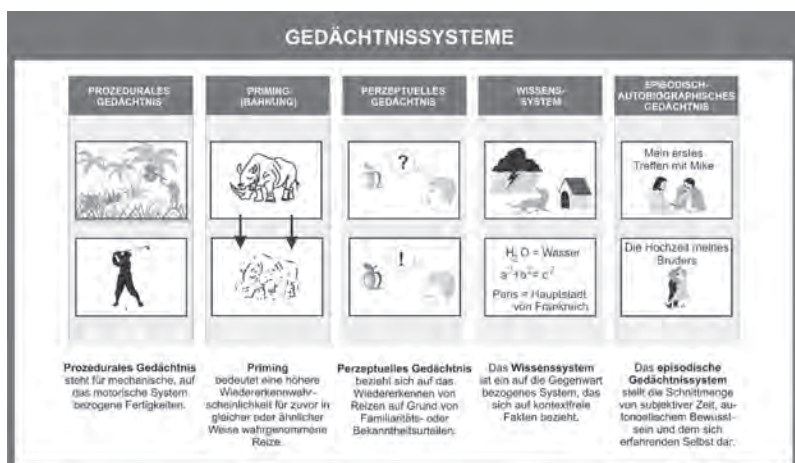 GEDÄCHTNISSYSTEME
PROZEDURALES
GEDÄCHTNIS
PRIMING
(BAHNUNG)
PERZEPTUELLES
GEDÄCHTNIS
WISSENS-
SYSTEM
EPISODISCH-
AUTOBIOGRAPHISCHES
GEDÄCHTNIS
?
Mein erstes
Treffen mit Mike
!
H2O = Wasser
a²+b²= c²
Paris = Hauptstadt
von Frankreich
Die Hochzeit meines
Bruders
Prozedurales Gedächtnis
steht für mechanische, auf
das motorische System
bezogene Fertigkeiten.
Priming
bedeutet eine höhere
Wiedererkennwahr-
scheinlichkeit für zuvor in
gleicher oder ähnlicher
Weise wahrgenommene
Reize.
Perzeptuelles Gedächtnis
bezieht sich auf das
Wiedererkennen von
Reizen auf Grund von
Familiaritäts- oder
Bekanntheitsurteilen.
Das Wissenssystem
ist ein auf die Gegenwart
bezogenes System, das
sich auf kontextfreie
Fakten bezieht.
Das episodische
Gedächtnissystem
stellt die Schnittmenge
von subjektiver Zeit, au-
tonoetischem Bewusst-
sein und dem sich
erfahrenden Selbst dar.